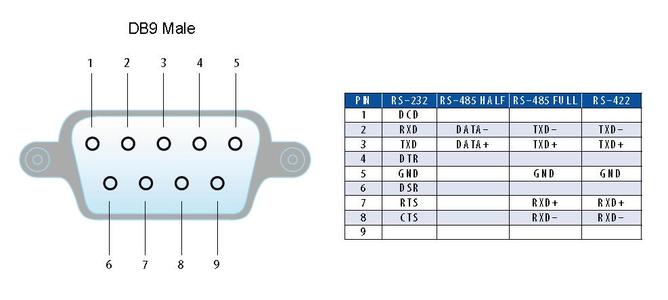 DB9 Male
1 2 3 4 5
6 7 8 9
PIN RS-232 RS-485 HALF RS-485 FULL RS-422
1 DCD
2 RXD DATA- TXD- TXD-
3 TXD DATA+ TXD+ TXD+
4 DTR
5 GND GND GND
6 DSR
7 RTS RXD+ RXD+
8 CTS RXD- RXD-
9